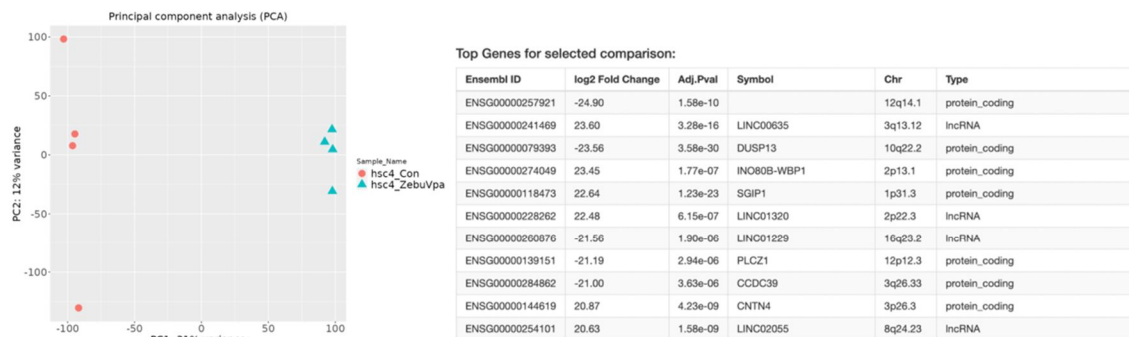 Principal component analysis (PCA)
100
50
0
-50
-100
PC2: 12% variance
-100
-50
0
50
100
Sample_Name
hsc4_Con
hsc4_ZebuVpa
Top Genes for selected comparison:
Ensembl ID log2 Fold Change Adj.Pval Symbol Chr Type
ENSG00000257921 -24.90 1.58e-10 12q14.1 protein_coding
ENSG00000241469 23.60 3.28e-16 LINC00635 3q13.12 lncRNA
ENSG00000079393 -23.56 3.58e-30 DUSP13 10q22.2 protein_coding
ENSG00000274049 23.45 1.77e-07 INO80B-WBP1 2p13.1 protein_coding
ENSG00000118473 22.64 1.23e-23 SGIP1 1p31.3 protein_coding
ENSG00000228262 22.48 6.15e-07 LINC01320 2p22.3 lncRNA
ENSG00000260876 -21.56 1.90e-06 LINC01229 16q23.2 lncRNA
ENSG00000139151 -21.19 2.94e-06 PLCZ1 12p12.3 protein_coding
ENSG00000284862 -21.00 3.63e-06 CCDC39 3q26.33 protein_coding
ENSG00000144619 20.87 4.23e-09 CNTN4 3p26.3 protein_coding
ENSG00000254101 20.63 1.58e-09 LINC02055 8q24.23 lncRNA